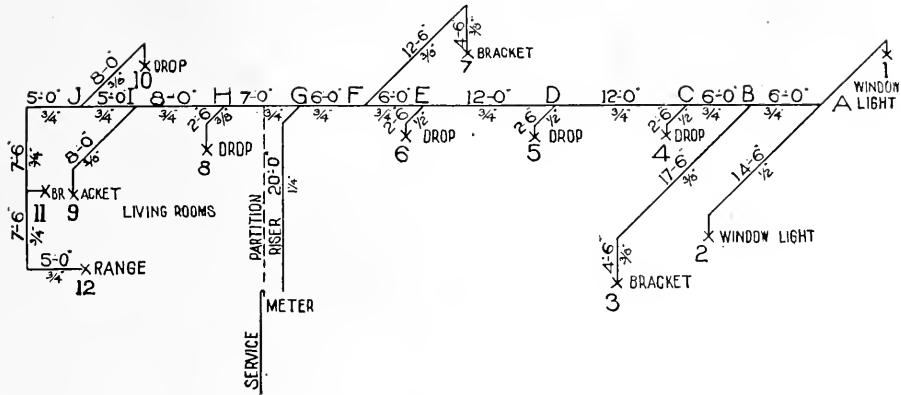 12-6"
3/8"
4-6"
3/8"
7
BRACKET
8-0"
3/8"
10
DROP
1
WINDOW
LIGHT
5-0" J 5-0" I 8-0" H 7-0" G 6-0" F 6-0" E 12-0" D 12-0" C 6-0" B 6-0" A
3/4" 3/4" 3/4" 3/4" 3/4" 3/4" 3/4" 3/4" 3/4" 3/4"
2-6"
3/8"
8
DROP
2-6"
1/2"
6
DROP
2-6"
1/2"
5
DROP
2-6"
1/2"
4
DROP
7-6"
3/4"
8-0"
3/8"
11
BRACKET
9
LIVING ROOMS
7-6"
3/4"
5-0"
3/4"
RANGE
12
PARTITION
RISER 20-0"
1 1/4"
METER
SERVICE
17-6"
3/8"
4-6"
3/8"
3
BRACKET
14-6"
1/2"
2
WINDOW LIGHT